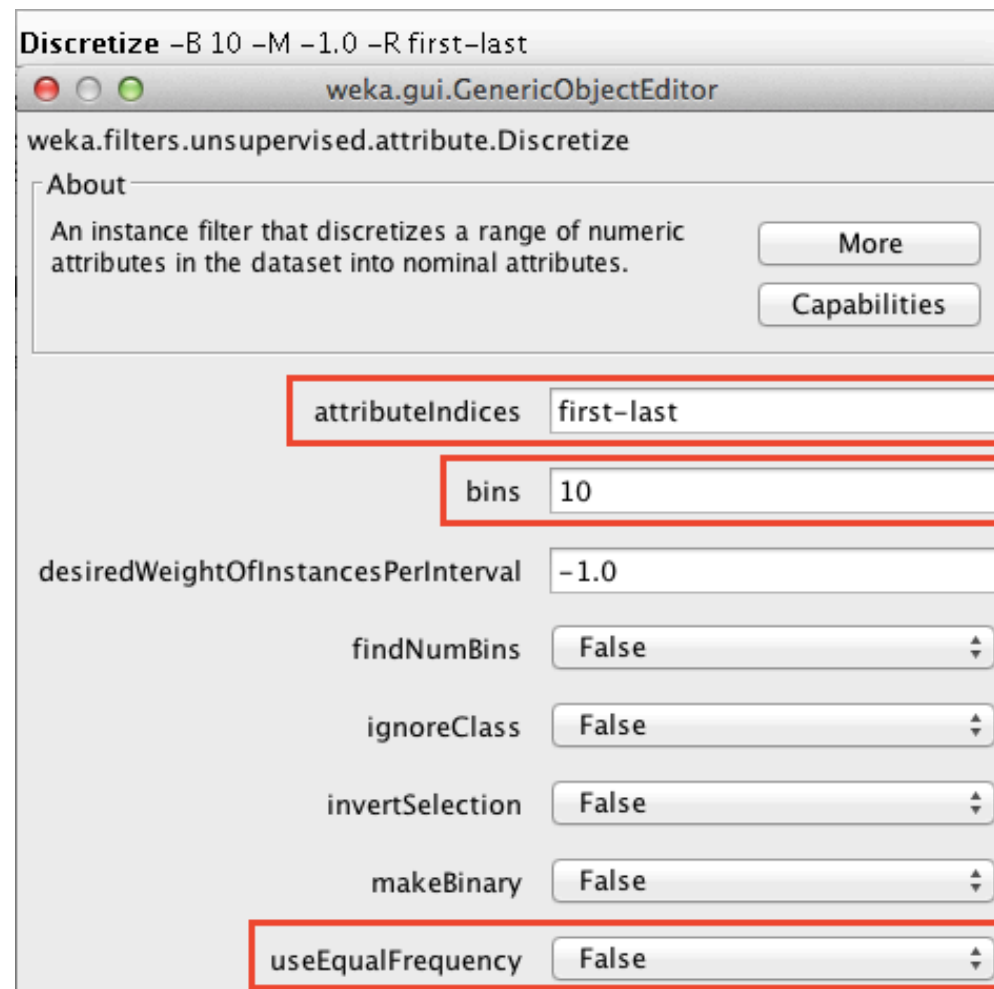 Discretize -B 10 -M -1.0 -R first-last
weka.gui.GenericObjectEditor
weka.filters.unsupervised.attribute.Discretize
About
An instance filter that discretizes a range of numeric
attributes in the dataset into nominal attributes.
More
Capabilities
attributeIndices first-last
bins 10
desiredWeightOfInstancesPerInterval -1.0
findNumBins False
ignoreClass False
invertSelection False
makeBinary False
useEqualFrequency False